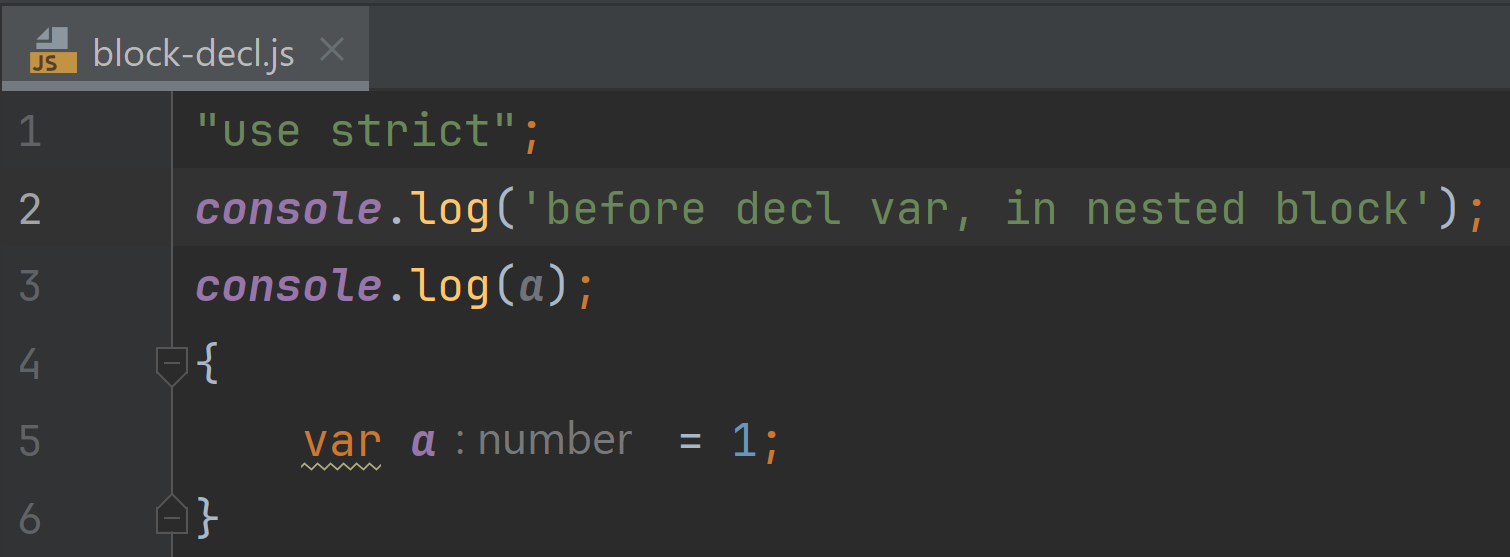 JS block-decl.js
1 "use strict";
2 console.log('before decl var, in nested block');
3 console.log(a);
4 {
5     var a : number = 1;
6 }